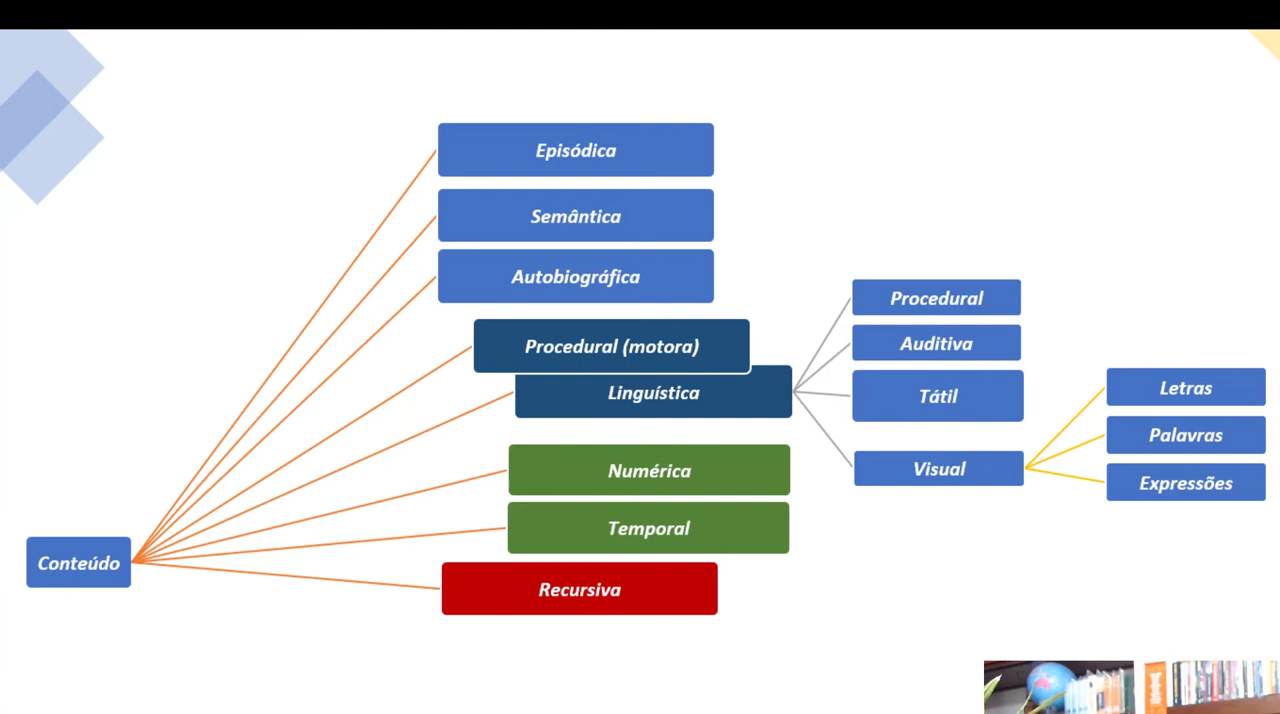 Episódica
Semântica
Autobiográfica
Procedural (motora)
Linguística
Numérica
Temporal
Recursiva
Conteúdo
Procedural
Auditiva
Tátil
Visual
Letras
Palavras
Expressões